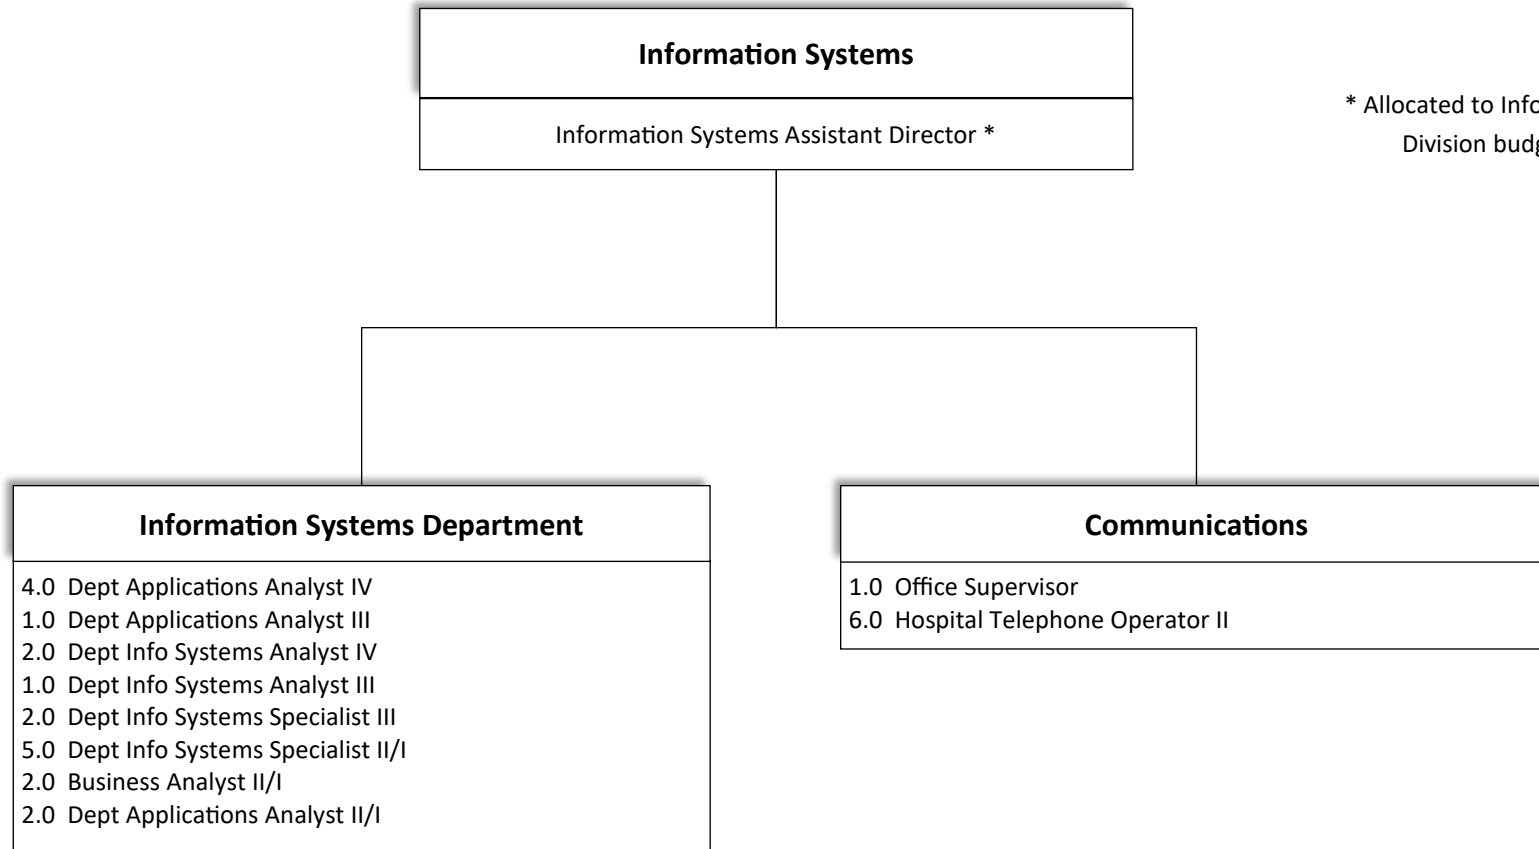 Information Systems
Information Systems Assistant Director *
* Allocated to
Division
Information Systems Department
4.0 Dept Applications Analyst IV
1.0 Dept Applications Analyst III
2.0 Dept Info Systems Analyst IV
1.0 Dept Info Systems Analyst III
2.0 Dept Info Systems Specialist III
5.0 Dept Info Systems Specialist II/I
2.0 Business Analyst II/I
2.0 Dept Applications Analyst II/I
Communications
1.0 Office Supervisor
6.0 Hospital Telephone Operator II